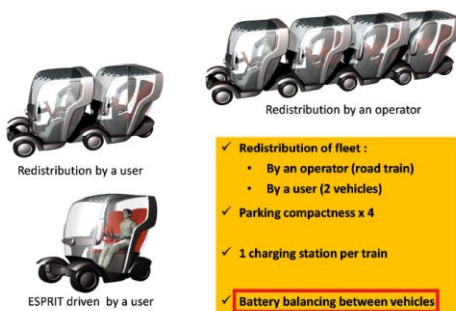 Redistribution by an operator
Redistribution by a user
ESPRIT driven by a user
✓ Redistribution of fleet :
• By an operator (road train)
• By a user (2 vehicles)
✓ Parking compactness x 4
✓ 1 charging station per train
✓ Battery balancing between vehicles